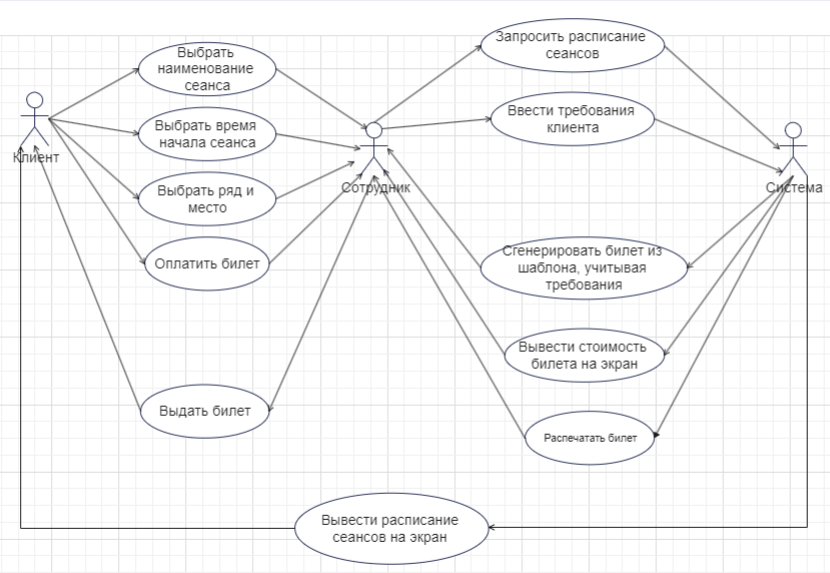 Выбрать
наименование
сеанса
Выбрать время
начала сеанса
Выбрать ряд и
место
Оплатить билет
Выдать билет
Клиент
Сотрудник
Запросить расписание
сеансов
Ввести требования
клиента
Система
Сгенерировать билет из
шаблона, учитывая
требования
Вывести стоимость
билета на экран
Распечатать билет
Вывести расписание
сеансов на экран